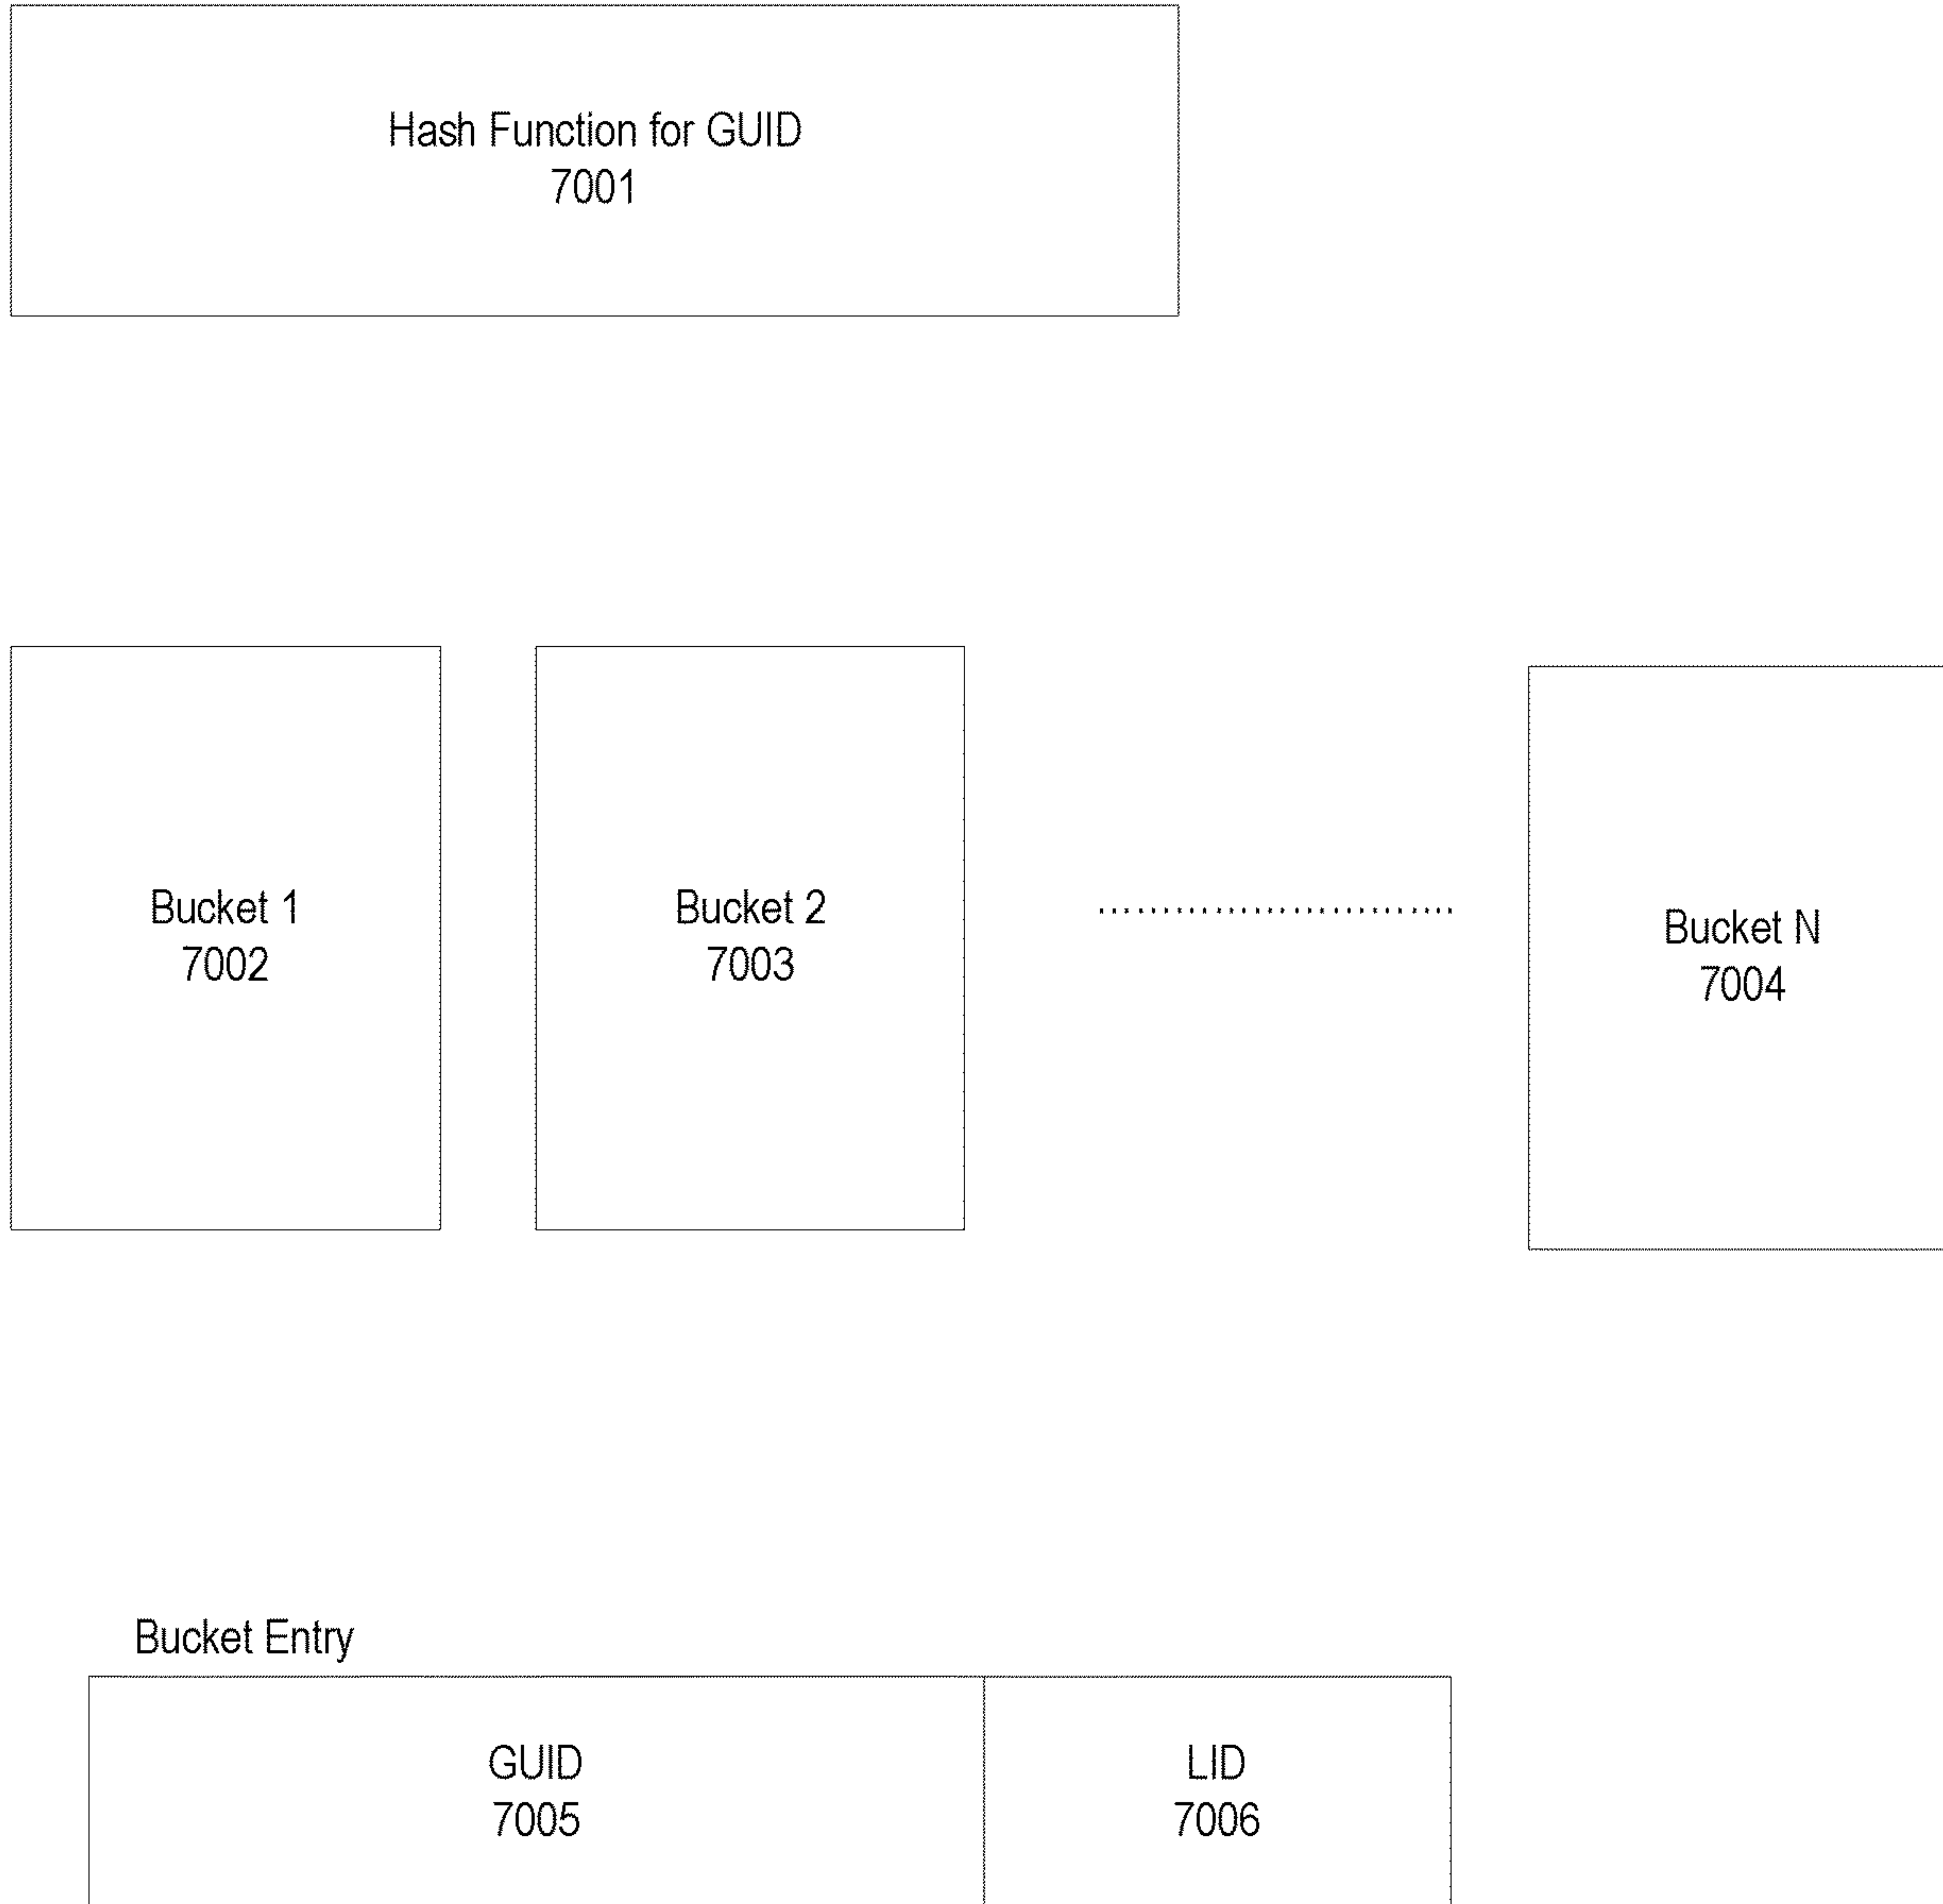 Hash Function for GUID
7001
Bucket 1
7002
Bucket 2
7003
Bucket N
7004
Bucket Entry
GUID
7005
LID
7006